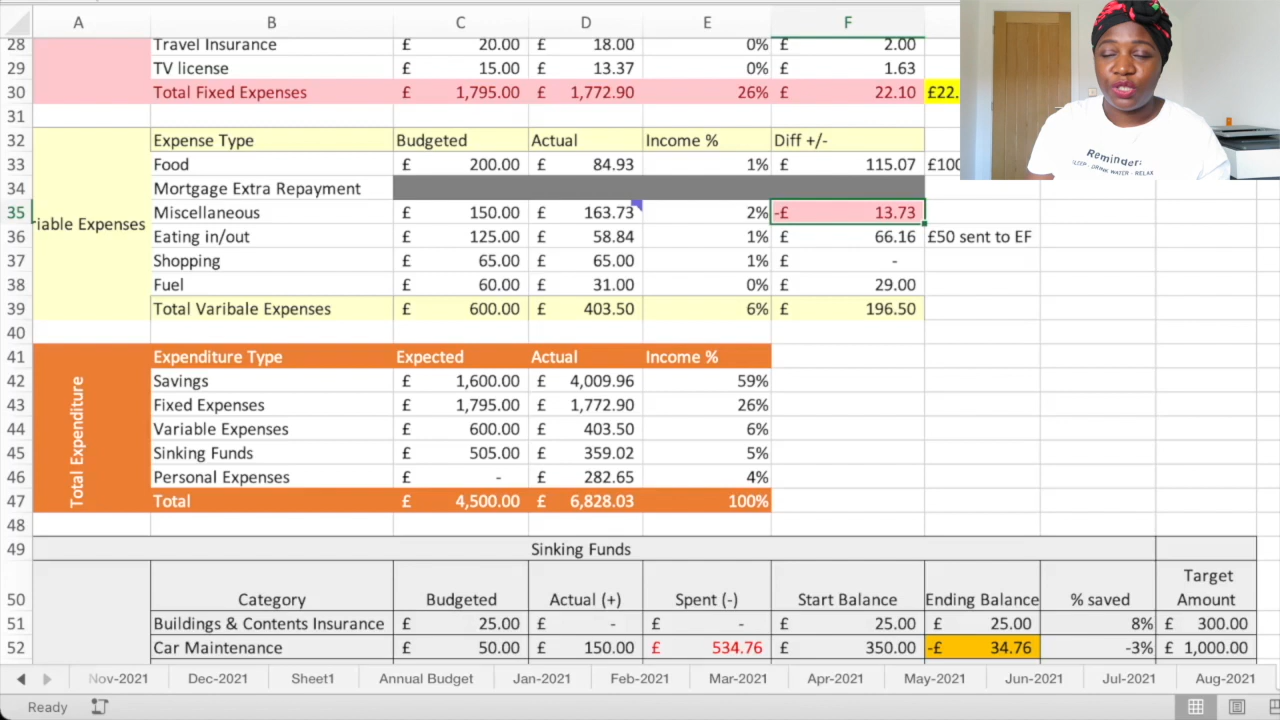 A B C D E F
28 Travel Insurance £ 20.00 £ 18.00 0% £ 2.00
29 TV license £ 15.00 £ 13.37 0% £ 1.63
30 Total Fixed Expenses £ 1,795.00 £ 1,772.90 26% £ 22.10 £22.
31
32 Expense Type Budgeted Actual Income % Diff +/-
33 Food £ 200.00 £ 84.93 1% £ 115.07 £100
34 Mortgage Extra Repayment
35 Miscellaneous £ 150.00 £ 163.73 2% -£ 13.73
riable Expenses
36 Eating in/out £ 125.00 £ 58.84 1% £ 66.16 £50 sent to EF
37 Shopping £ 65.00 £ 65.00 1% £ -
38 Fuel £ 60.00 £ 31.00 0% £ 29.00
39 Total Varibale Expenses £ 600.00 £ 403.50 6% £ 196.50
40
41 Expenditure Type Expected Actual Income %
42 Savings £ 1,600.00 £ 4,009.96 59%
43 Fixed Expenses £ 1,795.00 £ 1,772.90 26%
44 Variable Expenses £ 600.00 £ 403.50 6%
Total Expenditure
45 Sinking Funds £ 505.00 £ 359.02 5%
46 Personal Expenses £ - £ 282.65 4%
47 Total £ 4,500.00 £ 6,828.03 100%
48
49 Sinking Funds
50 Category Budgeted Actual (+) Spent (-) Start Balance Ending Balance % saved Target Amount
51 Buildings & Contents Insurance £ 25.00 £ - £ - £ 25.00 £ 25.00 8% £ 300.00
52 Car Maintenance £ 50.00 £ 150.00 £ 534.76 £ 350.00 -£ 34.76 -3% £ 1,000.00
Nov-2021 Dec-2021 Sheet1 Annual Budget Jan-2021 Feb-2021 Mar-2021 Apr-2021 May-2021 Jun-2021 Jul-2021 Aug-2021
Ready
Reminder:
DRINK WATER - RELAX